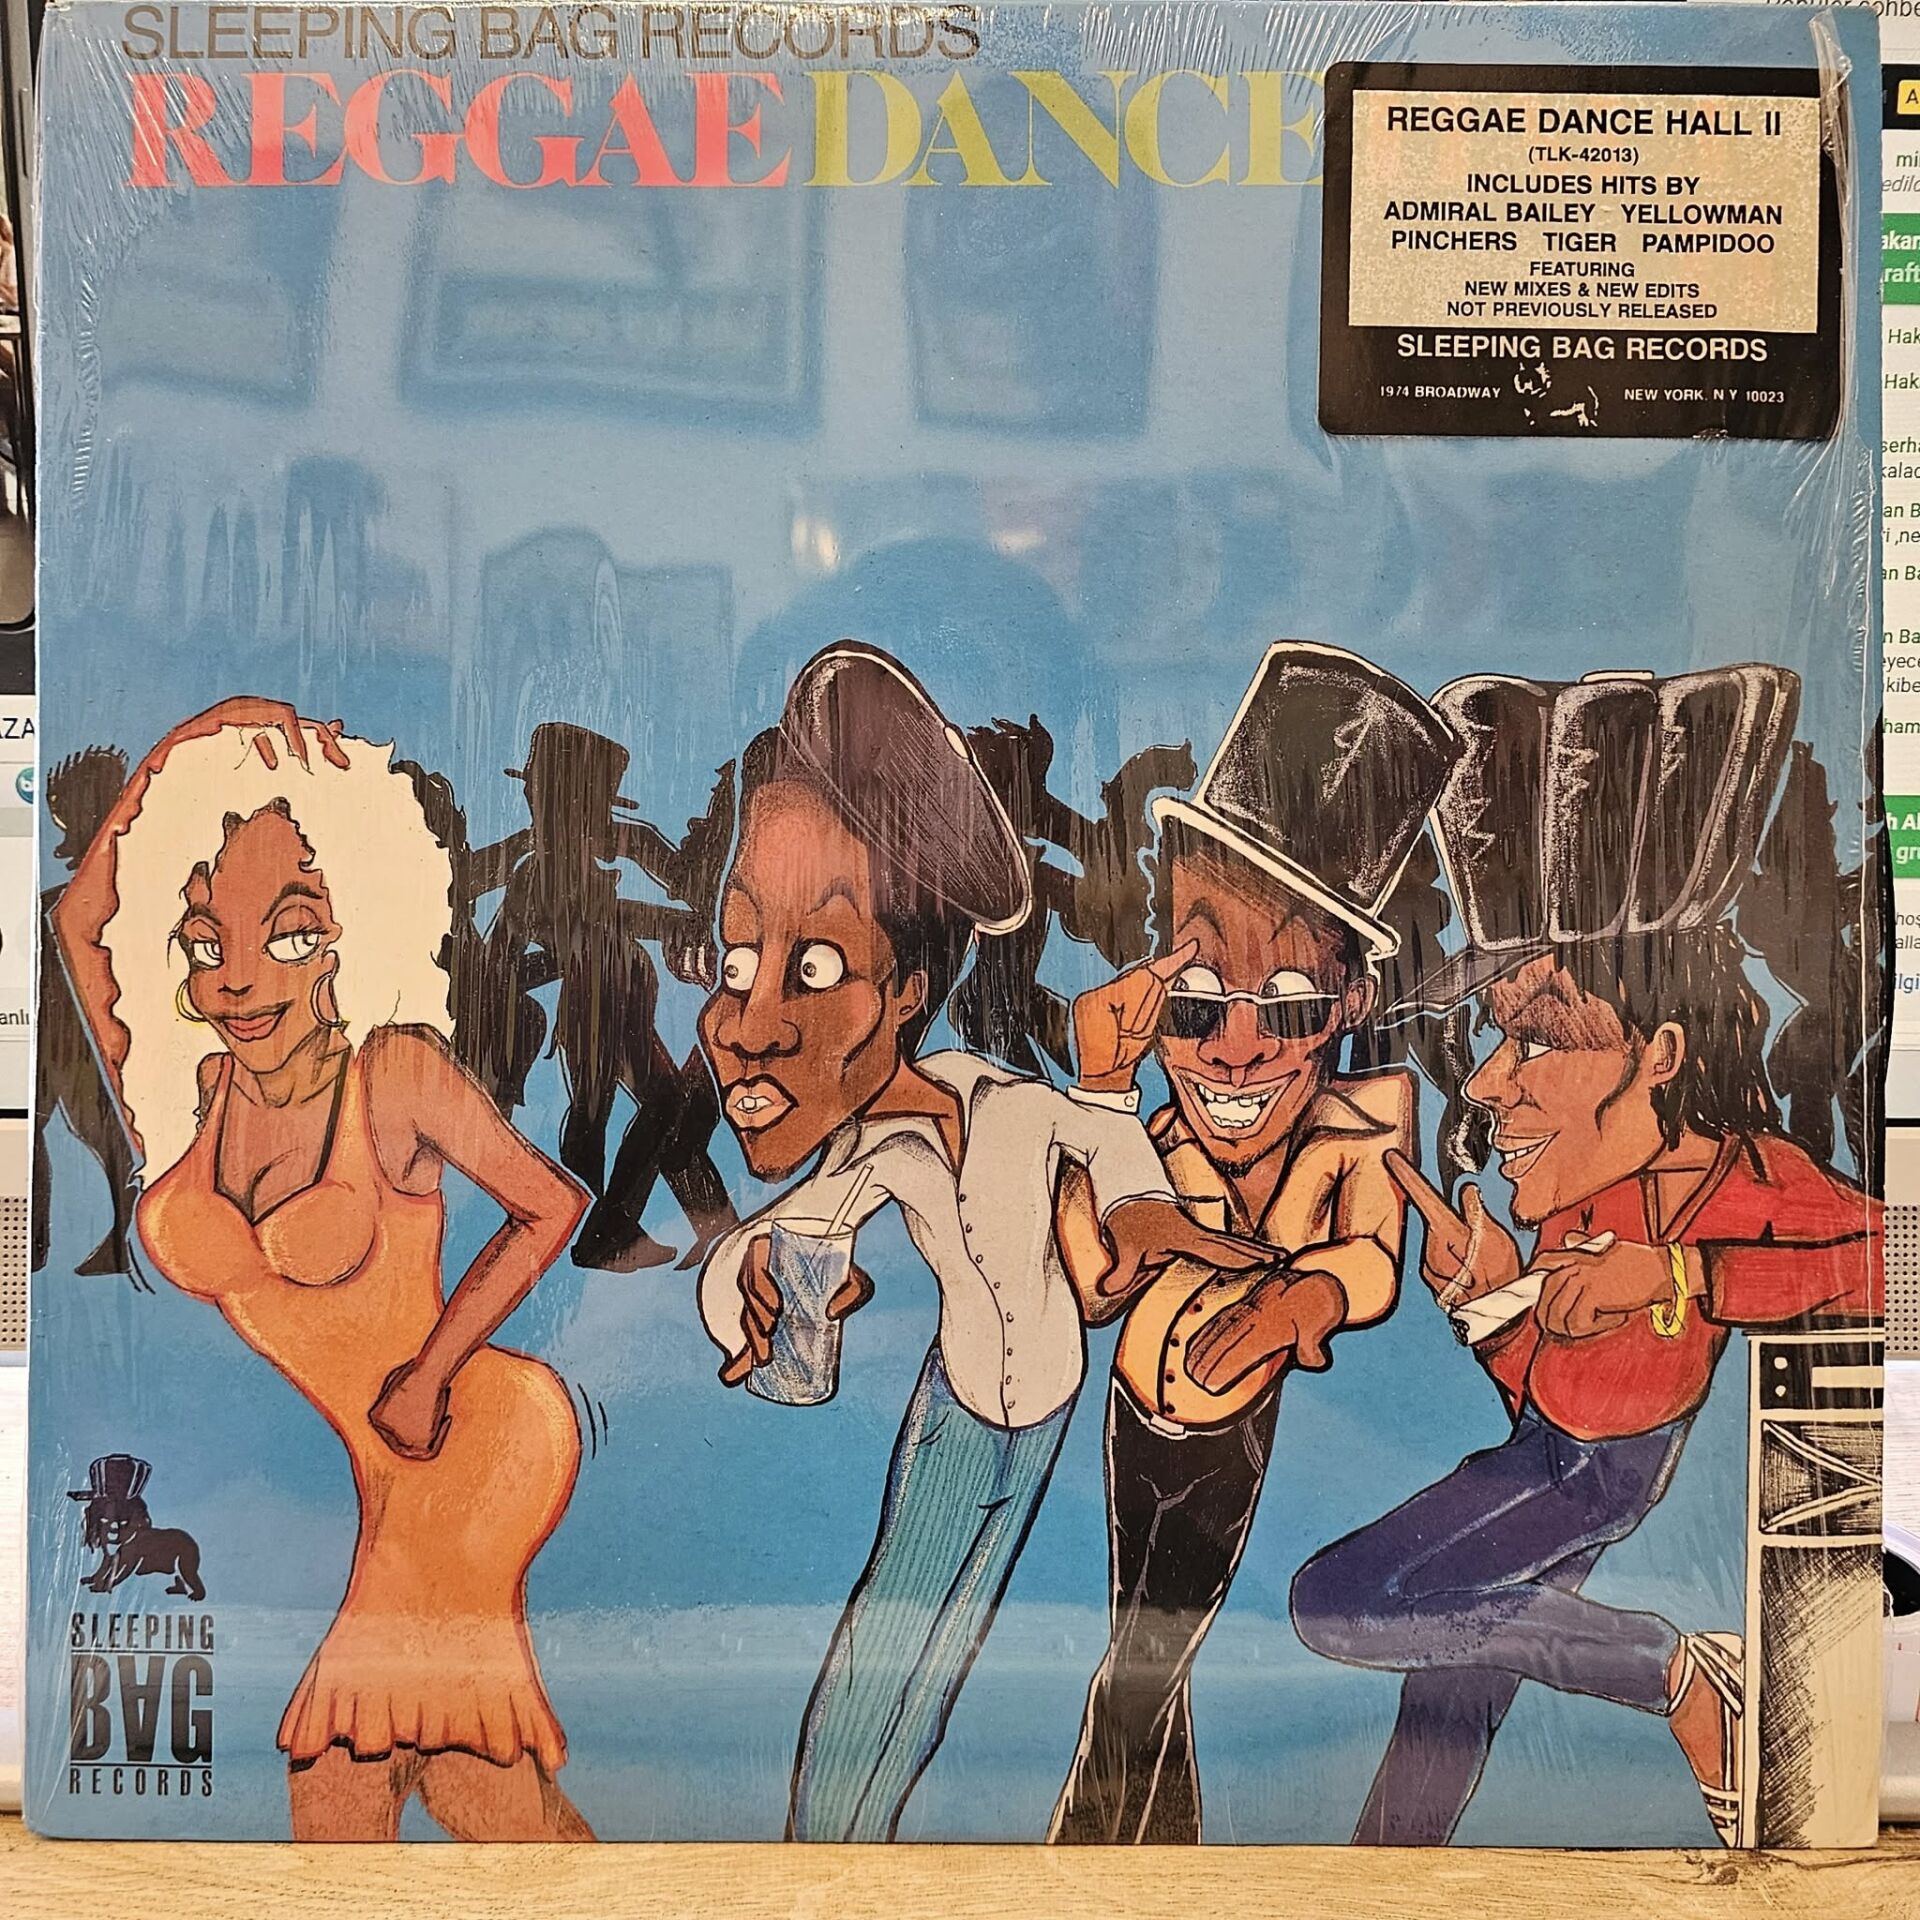 SLEEPING BAG RECORDS
REGGAE DANCE
REGGAE DANCE HALL II
(TLK-42013)
INCLUDES HITS BY
ADMIRAL BAILEY YELLOWMAN
PINCHERS TIGER PAMPIDOO
FEATURING
NEW MIXES & NEW EDITS
NOT PREVIOUSLY RELEASED
SLEEPING BAG RECORDS
1974 BROADWAY NEW YORK. N Y 10023
SLEEPING
BAG
RECORDS